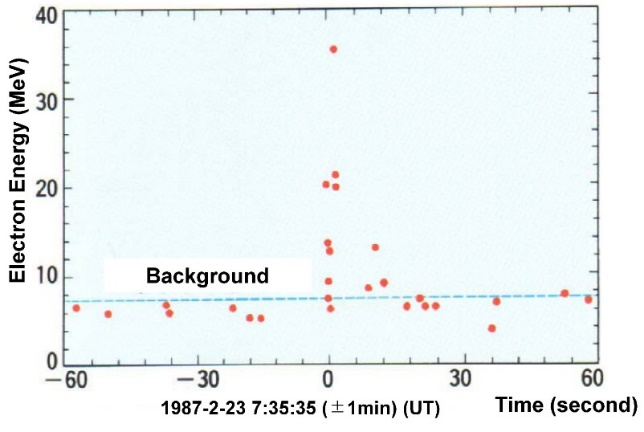 40
30
20
10
0
Electron Energy (MeV)
Background
−60
−30
0
30
60
1987-2-23 7:35:35 (±1min) (UT)
Time (second)